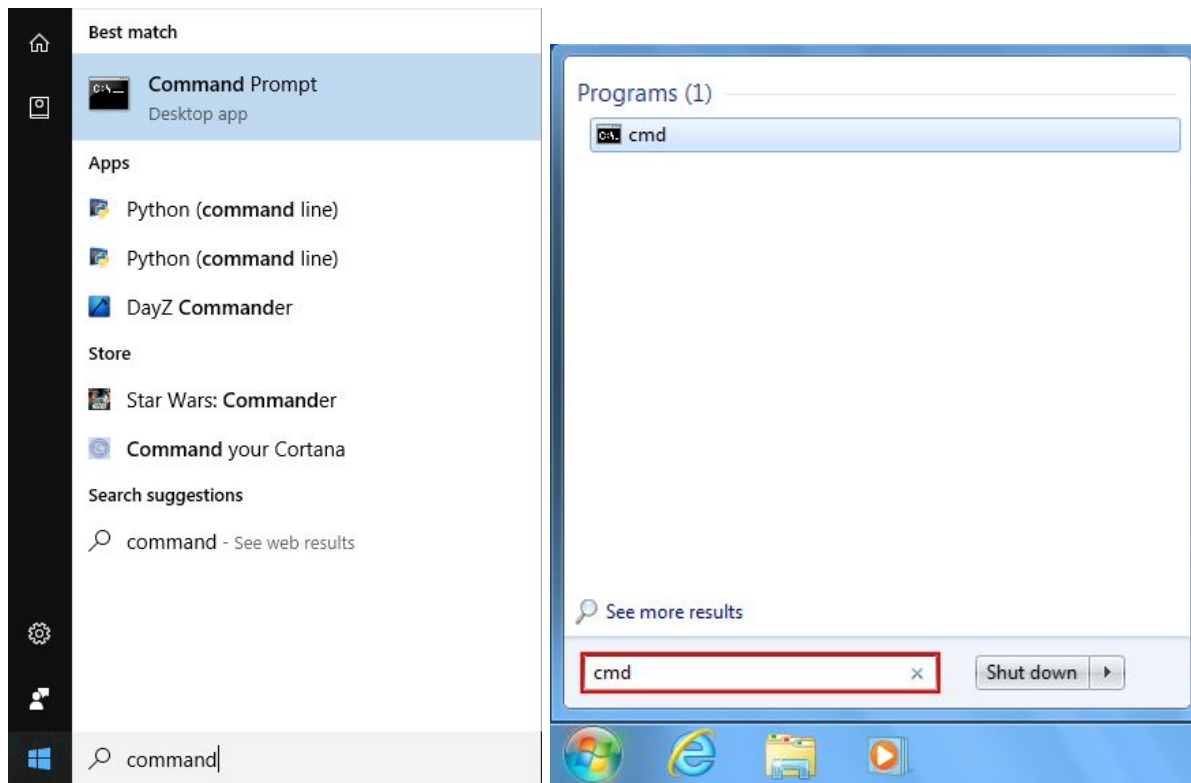 Best match
Command Prompt
Desktop app
Apps
Python (command line)
Python (command line)
DayZ Commander
Store
Star Wars: Commander
Command your Cortana
Search suggestions
command - See web results
command
Programs (1)
C:\_ cmd
See more results
cmd
Shut down